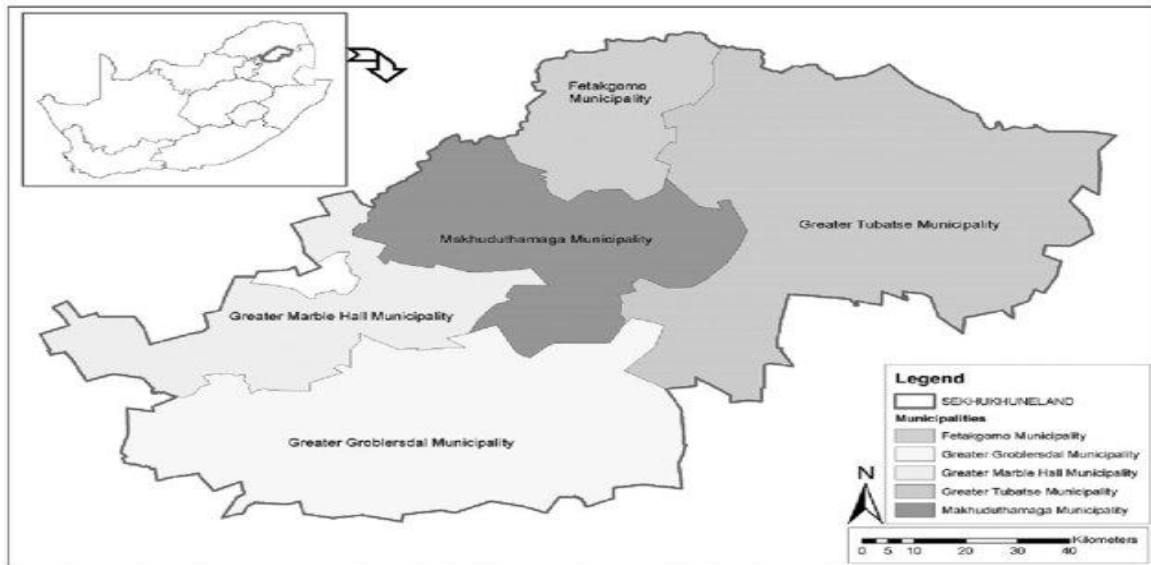 Fetakgomo
Municipality
Greater Tubatse Municipality
Makhuduthamaga Municipality
Greater Marble Hall Municipality
Greater Groblersdal Municipality
Legend
SEKHUKHUNELAND
Municipalities
Fetakgomo Municipality
Greater Groblersdal Municipality
Greater Marble Hall Municipality
Greater Tubatse Municipality
Makhuduthamaga Municipality
N
Kilometers
0 5 10 20 30 40